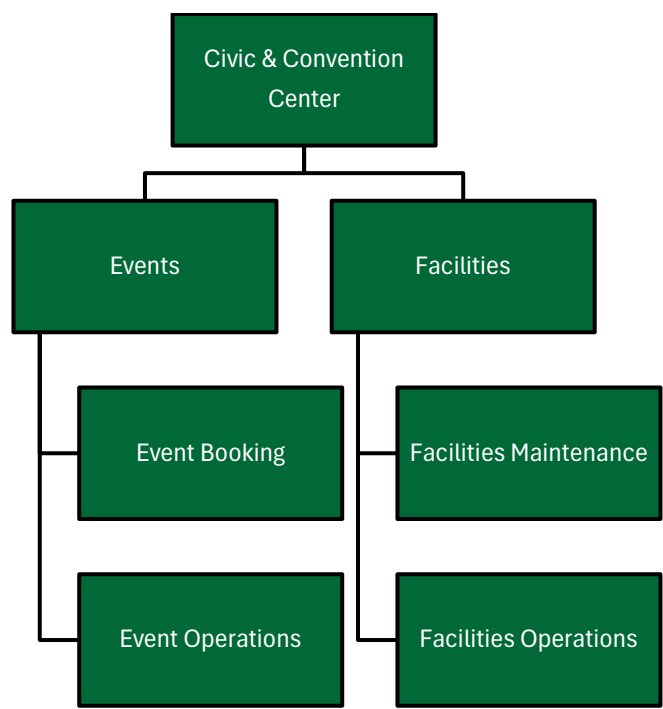 Civic & Convention
Center
Events
Facilities
Event Booking
Facilities Maintenance
Event Operations
Facilities Operations